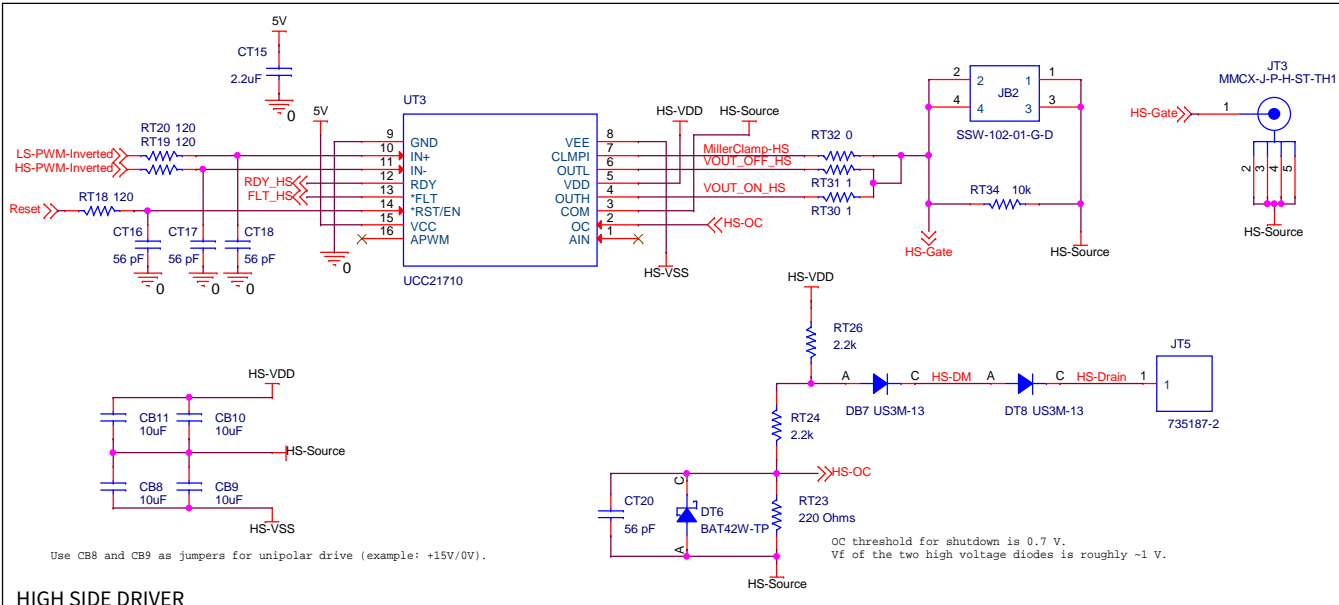 5V
CT15
2.2uF
0
JT3
MMCX-J-P-H-ST-TH1
HS-Gate
1
2
3
4
5
HS-Source
RT20 120
RT19 120
LS-PWM-Inverted
HS-PWM-Inverted
Reset
RT18 120
CT16
56 pF
0
CT17
56 pF
0
CT18
56 pF
0
5V
RDY_HS
FLT_HS
0
UT3
9
GND
10
IN+
11
IN-
12
RDY
13
*FLT
14
*RST/EN
15
VCC
16
APWM
VEE
8
CLMPI
7
OUTL
6
VDD
5
OUTH
4
COM
3
OC
2
AIN
1
UCC21710
HS-VDD
HS-Source
MillerClamp-HS
VOUT_OFF_HS
VOUT_ON_HS
HS-OC
HS-VSS
RT32 0
RT31 1
RT30 1
2
2
1
1
4
4
3
3
JB2
SSW-102-01-G-D
RT34
10k
HS-Gate
HS-Source
HS-VDD
CB11
10uF
CB10
10uF
HS-Source
CB8
10uF
CB9
10uF
HS-VSS
Use CB8 and CB9 as jumpers for unipolar drive (example: +15V/0V).
HS-VDD
RT26
2.2k
A
C
HS-DM
A
C
HS-Drain
1
JT5
1
735187-2
DB7 US3M-13
DT8 US3M-13
RT24
2.2k
HS-OC
CT20
56 pF
C
DT6
BAT42W-TP
A
RT23
220 Ohms
HS-Source
OC threshold for shutdown is 0.7 V.
Vf of the two high voltage diodes is roughly ~1 V.
HIGH SIDE DRIVER